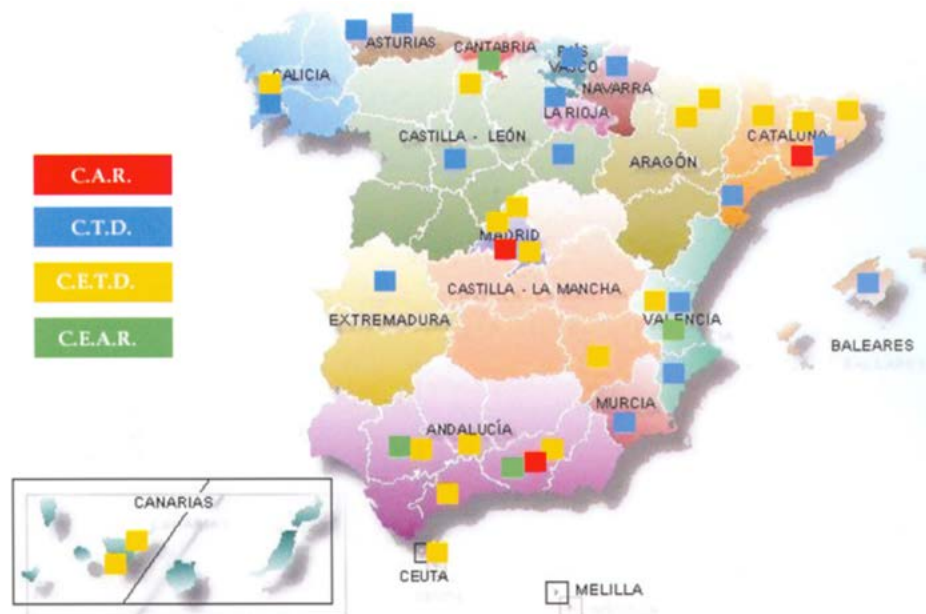 ASTURIAS
CANTABRIA
PAÍS
VASCO
GALICIA
NAVARRA
LA RIOJA
CASTILLA - LEÓN
CATALUÑA
ARAGÓN
C.A.R.
C.T.D.
C.E.T.D.
C.E.A.R.
MADRID
CASTILLA - LA MANCHA
EXTREMADURA
VALENCIA
BALEARES
MURCIA
ANDALUCÍA
CANARIAS
CEUTA
MELILLA